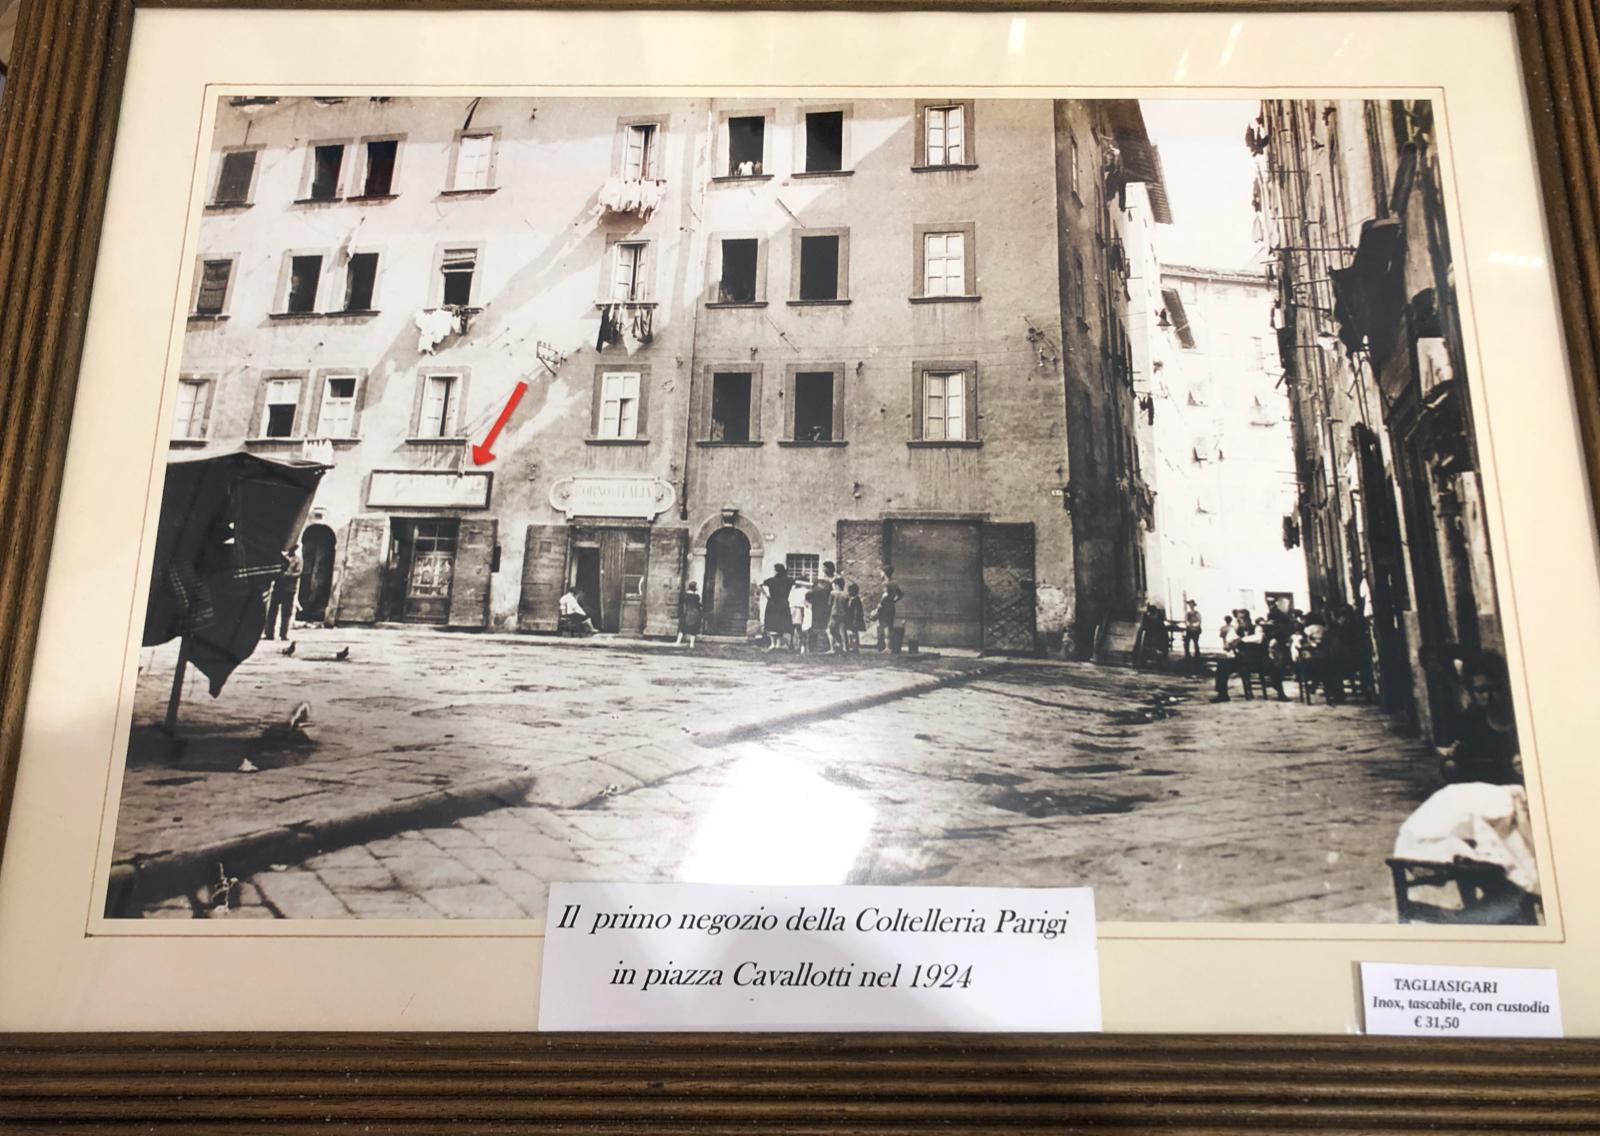 FORNO ITALIA
Il primo negozio della Coltelleria Parigi
in piazza Cavallotti nel 1924
TAGLIASIGARI
Inox, tascabile, con custodia
€ 31,50